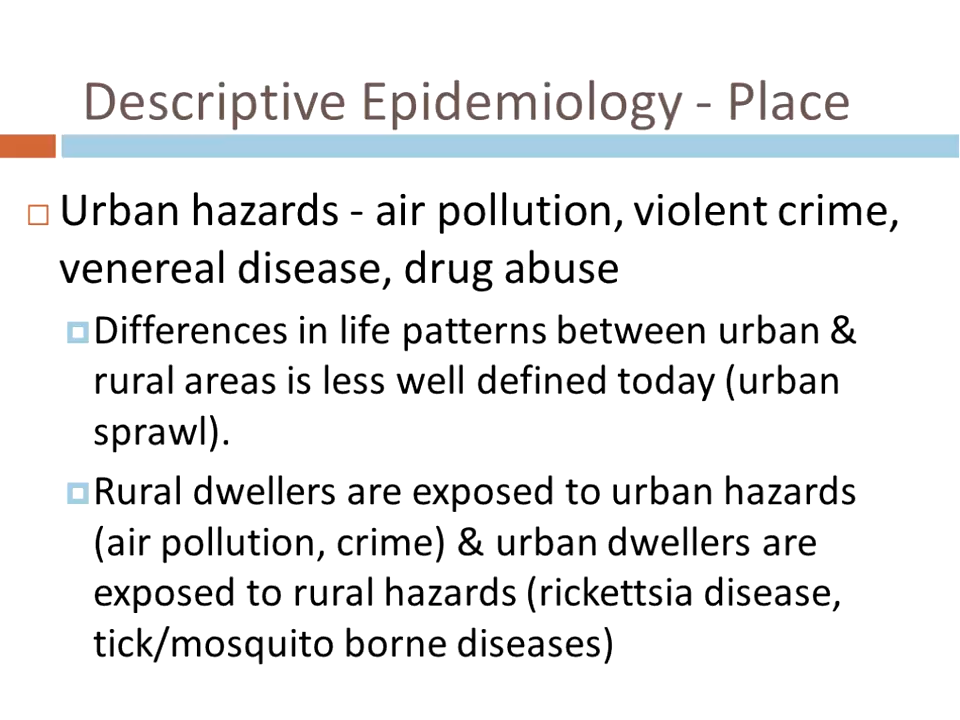 Descriptive Epidemiology - Place
Urban hazards - air pollution, violent crime,
venereal disease, drug abuse
Differences in life patterns between urban &
rural areas is less well defined today (urban
sprawl).
Rural dwellers are exposed to urban hazards
(air pollution, crime) & urban dwellers are
exposed to rural hazards (rickettsia disease,
tick/mosquito borne diseases)